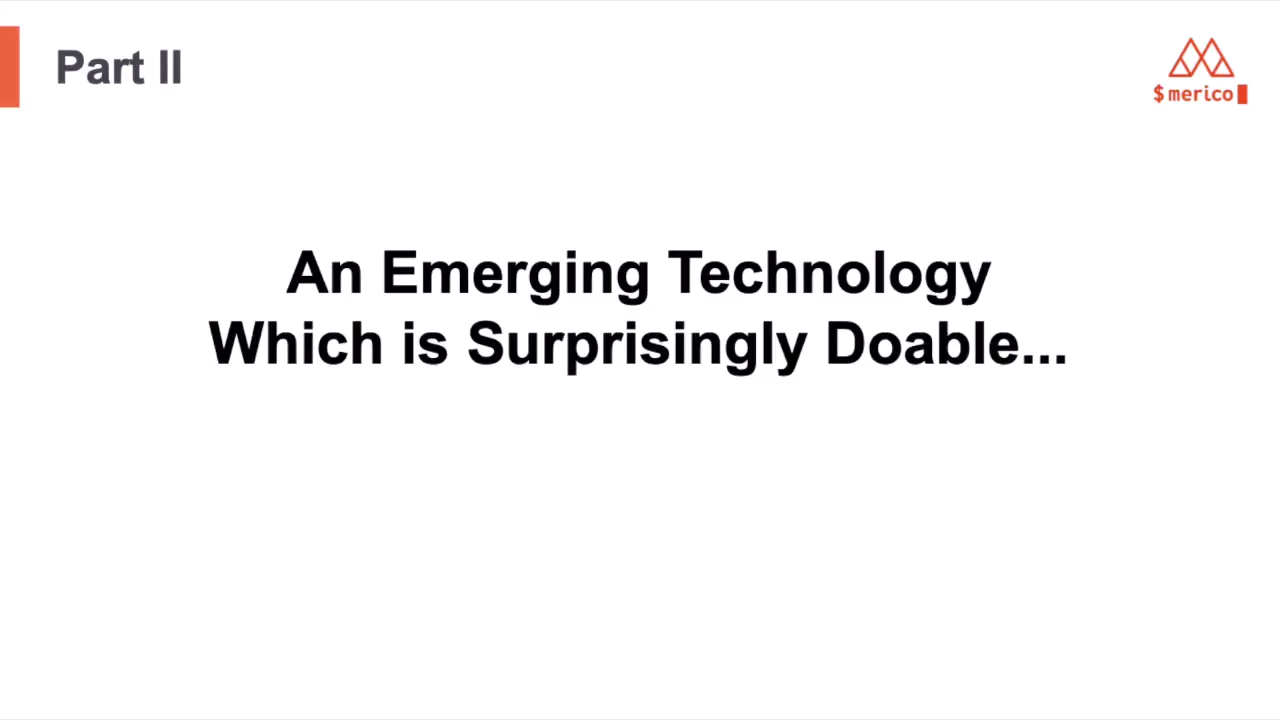 Part II
$merico
An Emerging Technology
Which is Surprisingly Doable...